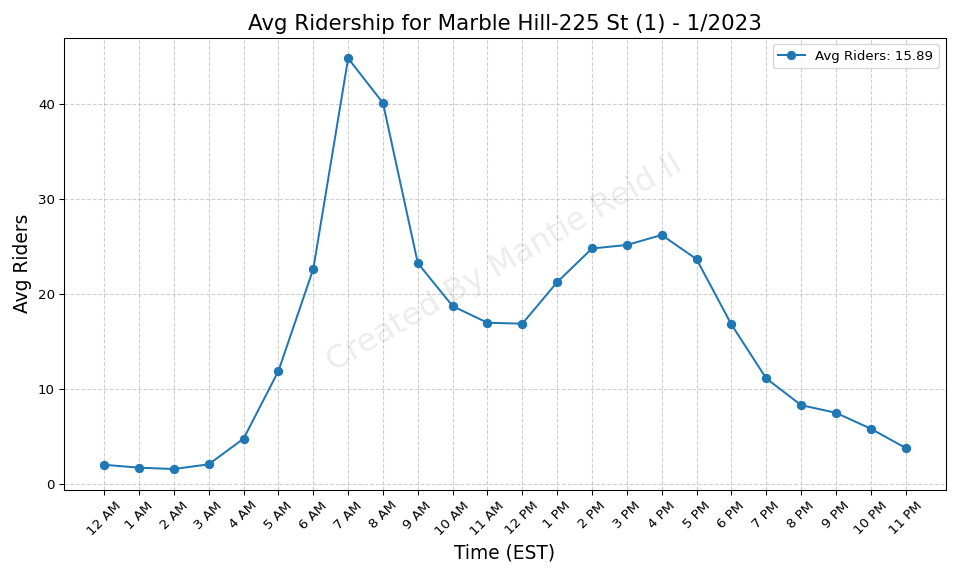 Avg Ridership for Marble Hill-225 St (1) - 1/2023
Avg Riders: 15.89
Avg Riders
40
30
20
10
0
Created By Mantie Reid II
12 AM 1 AM 2 AM 3 AM 4 AM 5 AM 6 AM 7 AM 8 AM 9 AM 10 AM 11 AM 12 PM 1 PM 2 PM 3 PM 4 PM 5 PM 6 PM 7 PM 8 PM 9 PM 10 PM 11 PM
Time (EST)